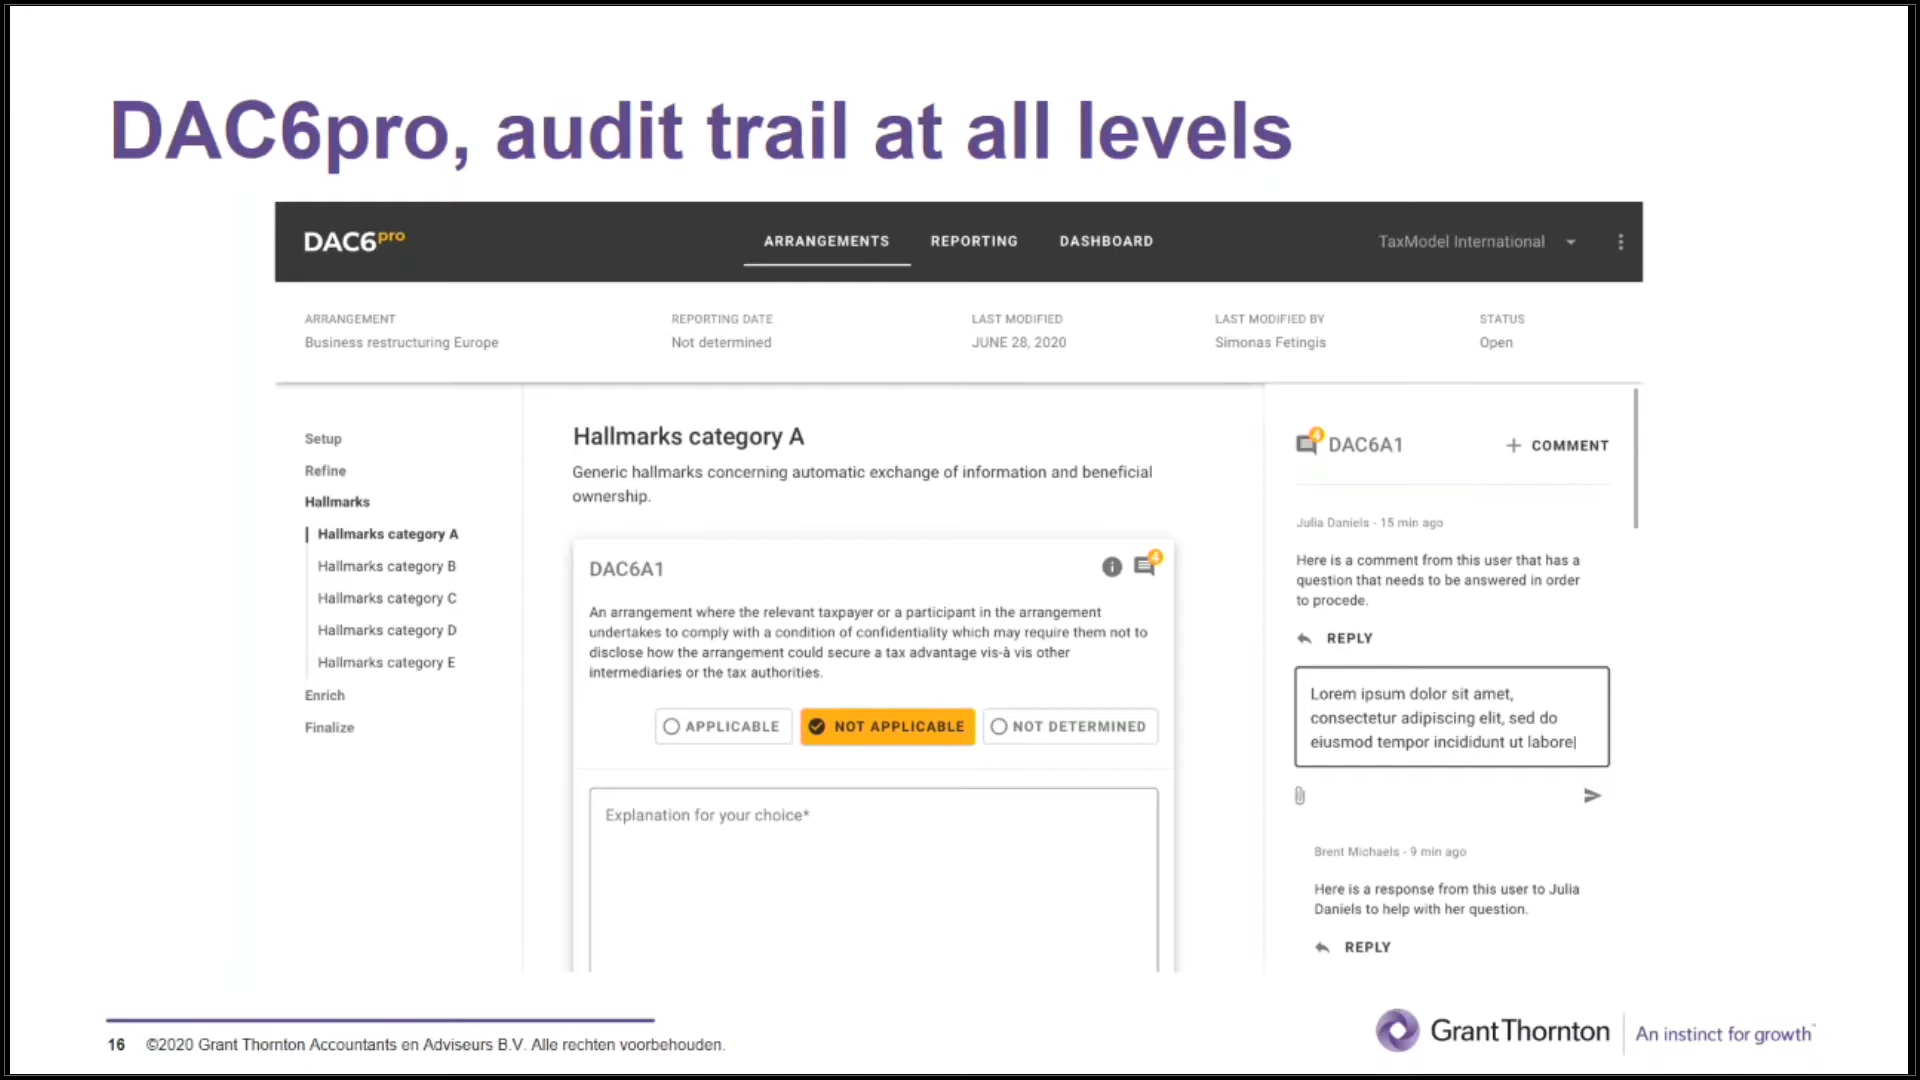 DAC6pro, audit trail at all levels
DAC6pro
ARRANGEMENTS
REPORTING
DASHBOARD
TaxModel International
ARRANGEMENT
Business restructuring Europe
REPORTING DATE
Not determined
LAST MODIFIED
JUNE 28, 2020
LAST MODIFIED BY
Simonas Fetingis
STATUS
Open
Setup
Refine
Hallmarks
Hallmarks category A
Hallmarks category B
Hallmarks category C
Hallmarks category D
Hallmarks category E
Enrich
Finalize
Hallmarks category A
Generic hallmarks concerning automatic exchange of information and beneficial
ownership.
DAC6A1
4
An arrangement where the relevant taxpayer or a participant in the arrangement
undertakes to comply with a condition of confidentiality which may require them not to
disclose how the arrangement could secure a tax advantage vis-à vis other
intermediaries or the tax authorities.
APPLICABLE
NOT APPLICABLE
NOT DETERMINED
Explanation for your choice*
4
DAC6A1
+ COMMENT
Julia Daniels - 15 min ago
Here is a comment from this user that has a
question that needs to be answered in order
to procede.
REPLY
Lorem ipsum dolor sit amet,
consectetur adipiscing elit, sed do
eiusmod tempor incididunt ut labore
Brent Michaels - 9 min ago
Here is a response from this user to Julia
Daniels to help with her question.
REPLY
16 ©2020 Grant Thornton Accountants en Adviseurs B.V. Alle rechten voorbehouden.
Grant Thornton
An instinct for growth™